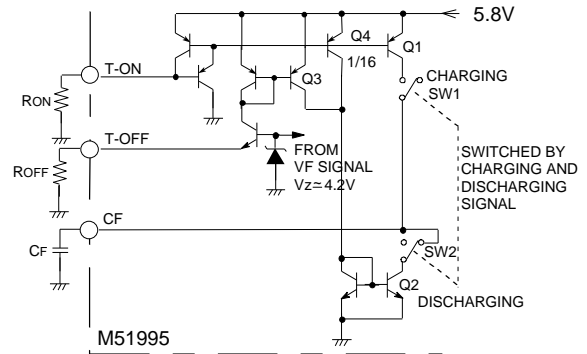 5.8V
Q4
Q1
T-ON
1/16
CHARGING
SW1
RON
Q3
T-OFF
ROFF
FROM
VF SIGNAL
Vz≃4.2V
SWITCHED BY
CHARGING AND
DISCHARGING
SIGNAL
CF
CF
SW2
Q2
DISCHARGING
M51995